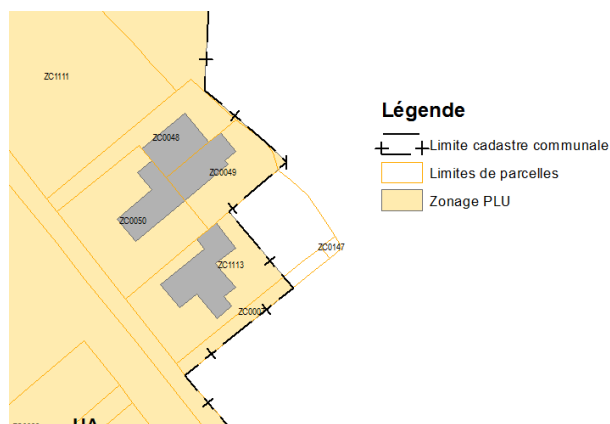 ZC1111
ZC0048
ZC0049
ZC0050
ZC0147
ZC1113
ZC0007
UA
Légende
Limite cadastre communale
Limites de parcelles
Zonage PLU